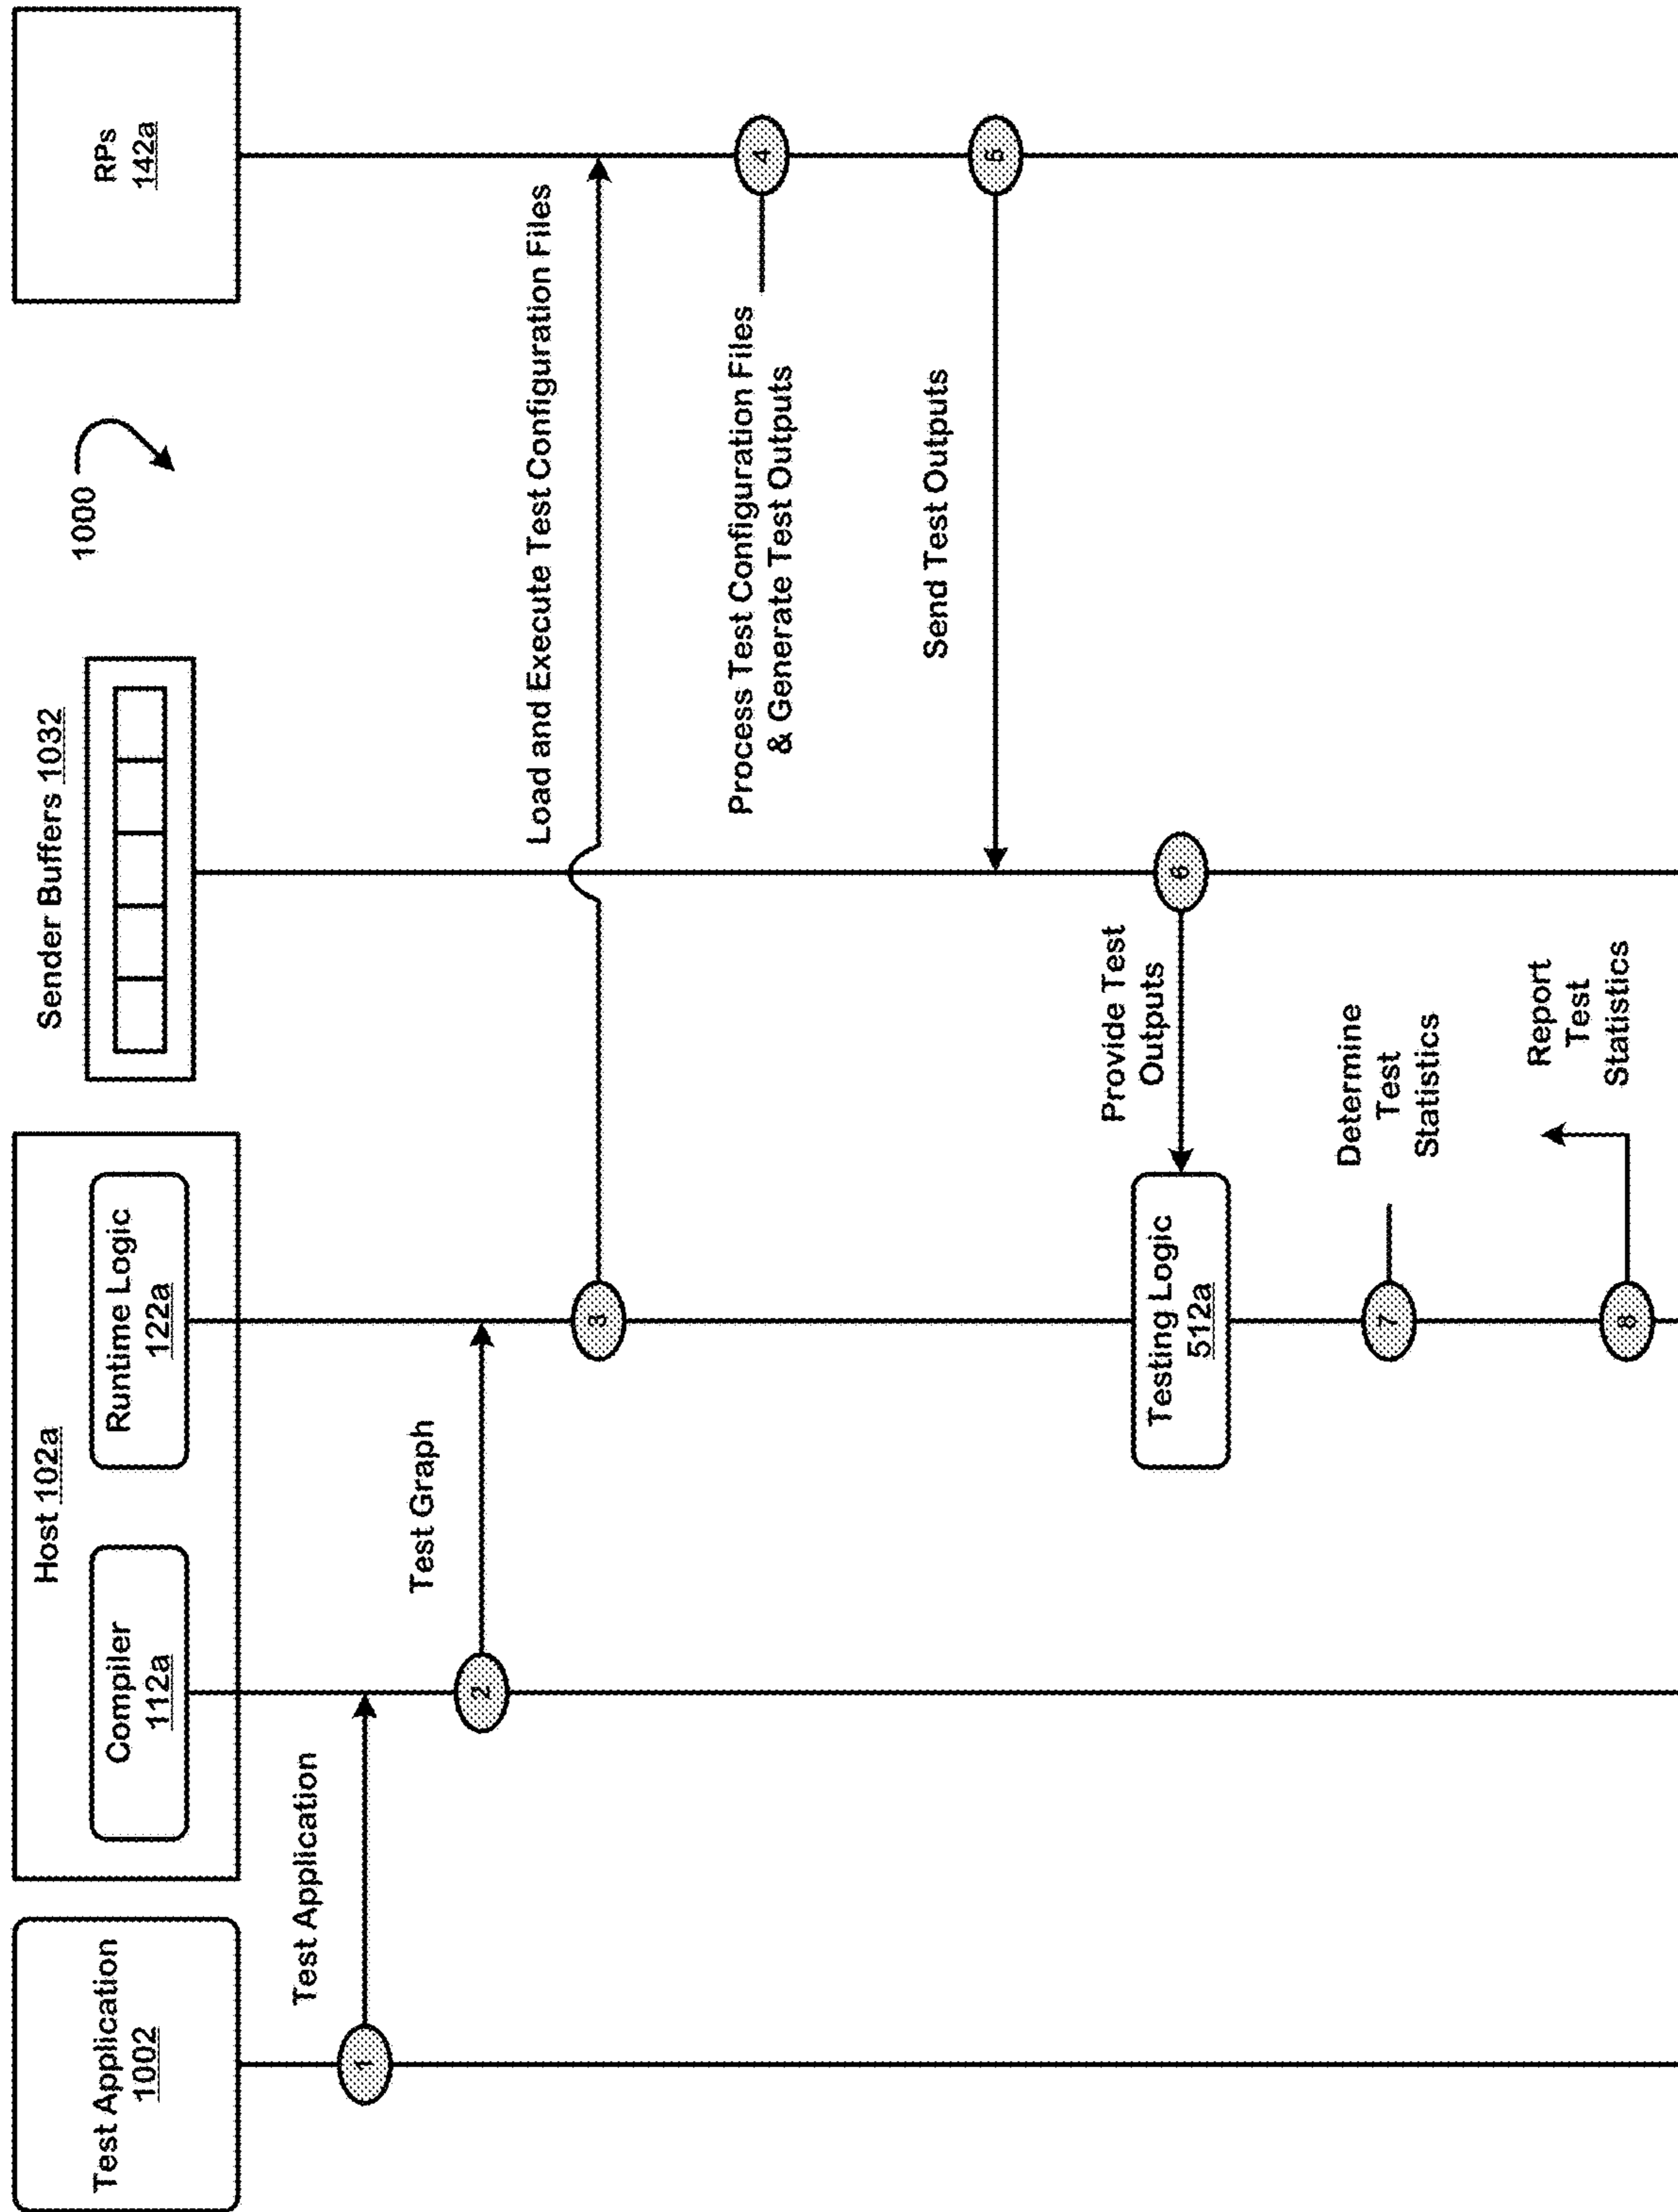 Test Application
1002
Host 102a
Compiler
112a
Runtime Logic
122a
Sender Buffers 1032
1000
RPs
142a
1
Test Application
2
Test Graph
3
Load and Execute Test Configuration Files
4
Process Test Configuration Files
& Generate Test Outputs
5
Send Test Outputs
6
Provide Test
Outputs
Testing Logic
512a
7
Determine
Test
Statistics
8
Report
Test
Statistics